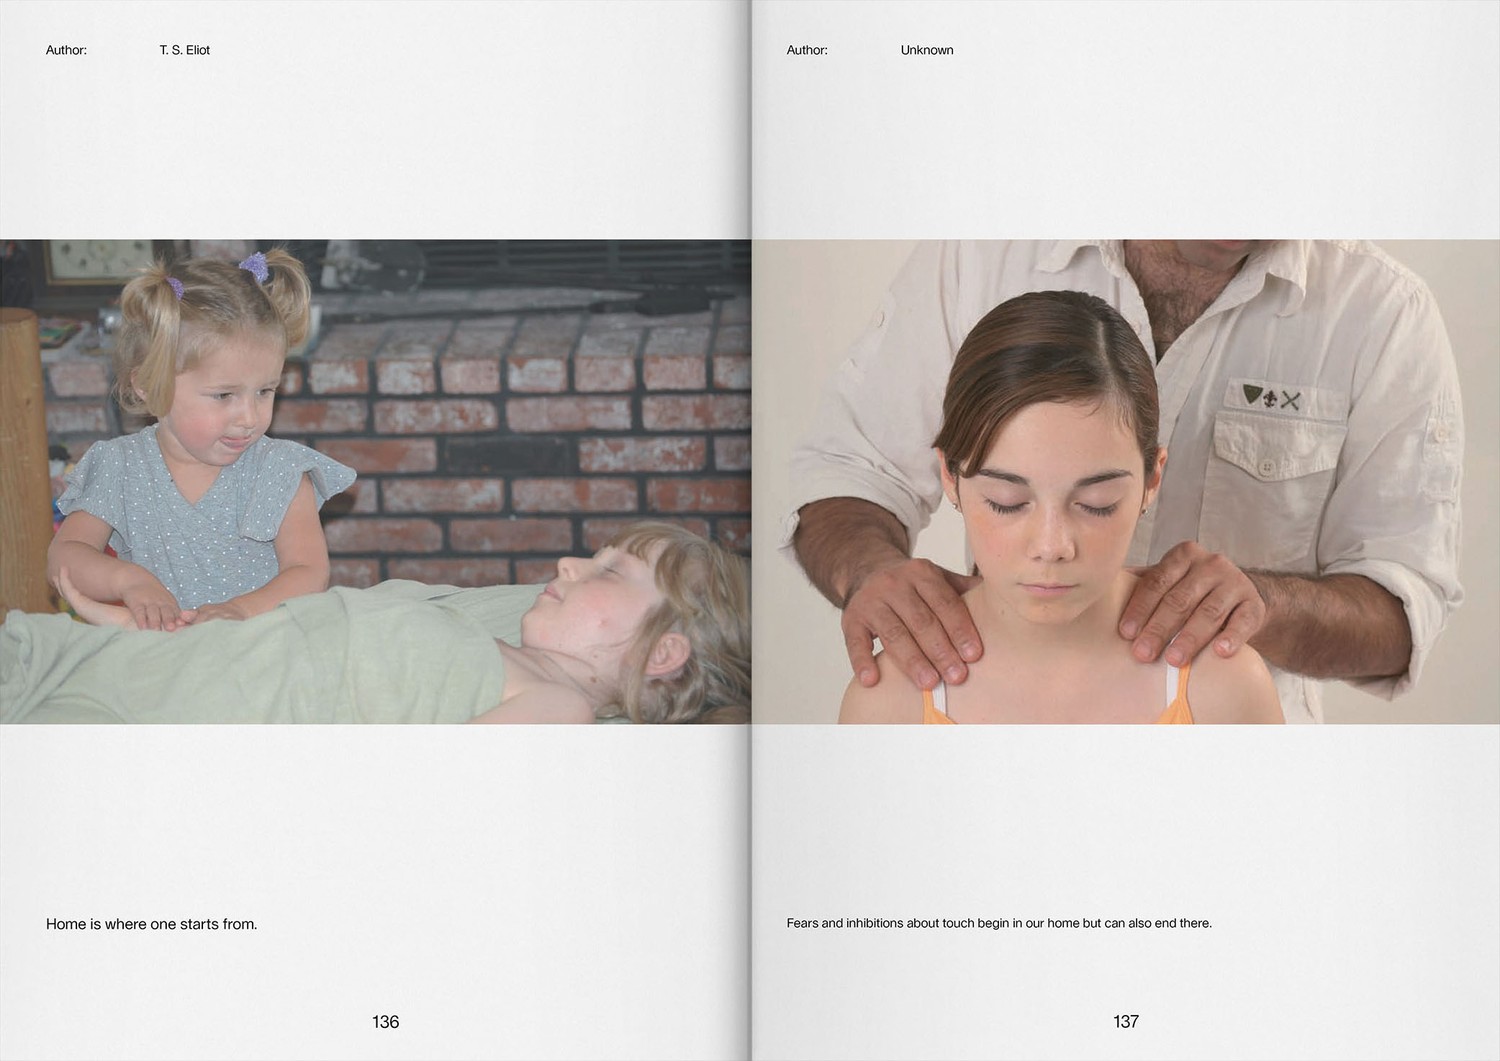 Author: T. S. Eliot
Home is where one starts from.
136
Author: Unknown
Fears and inhibitions about touch begin in our home but can also end there.
137